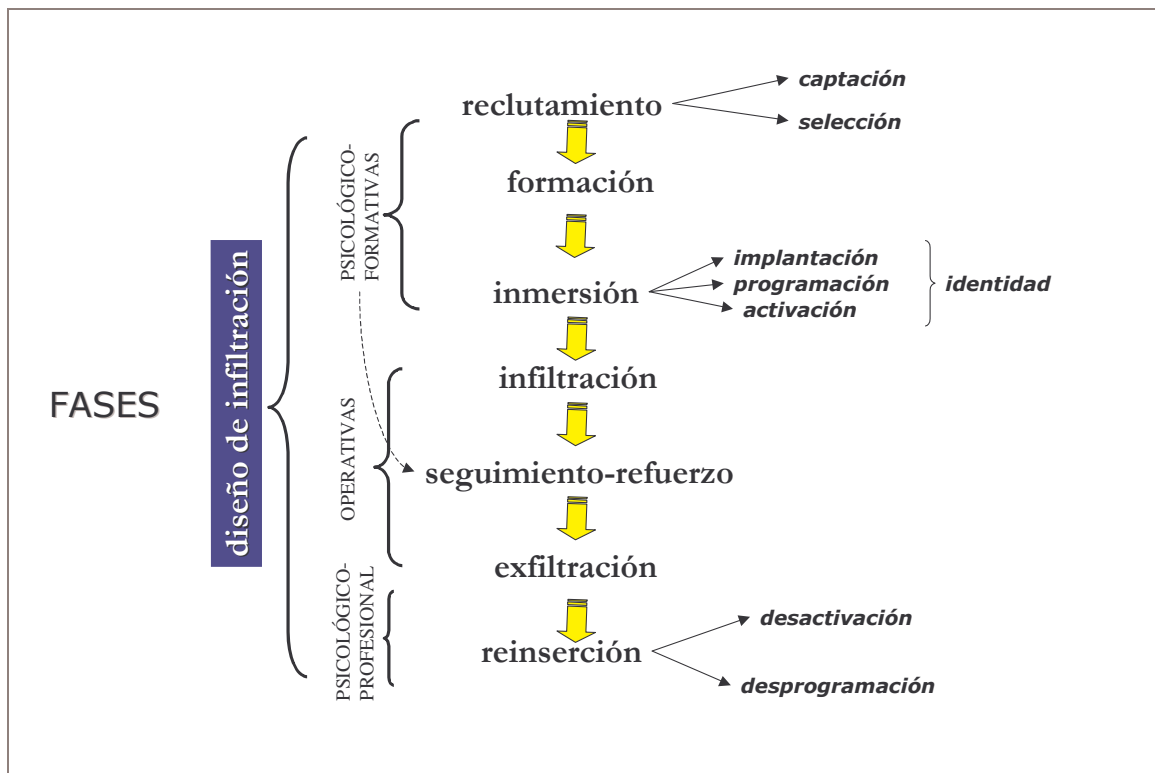 FASES
diseño de infiltración
PSICOLÓGICO-
FORMATIVAS
OPERATIVAS
PSICOLÓGICO-
PROFESIONAL
reclutamiento
captación
selección
formación
inmersión
implantación
programación
activación
identidad
infiltración
seguimiento-refuerzo
exfiltración
reinserción
desactivación
desprogramación